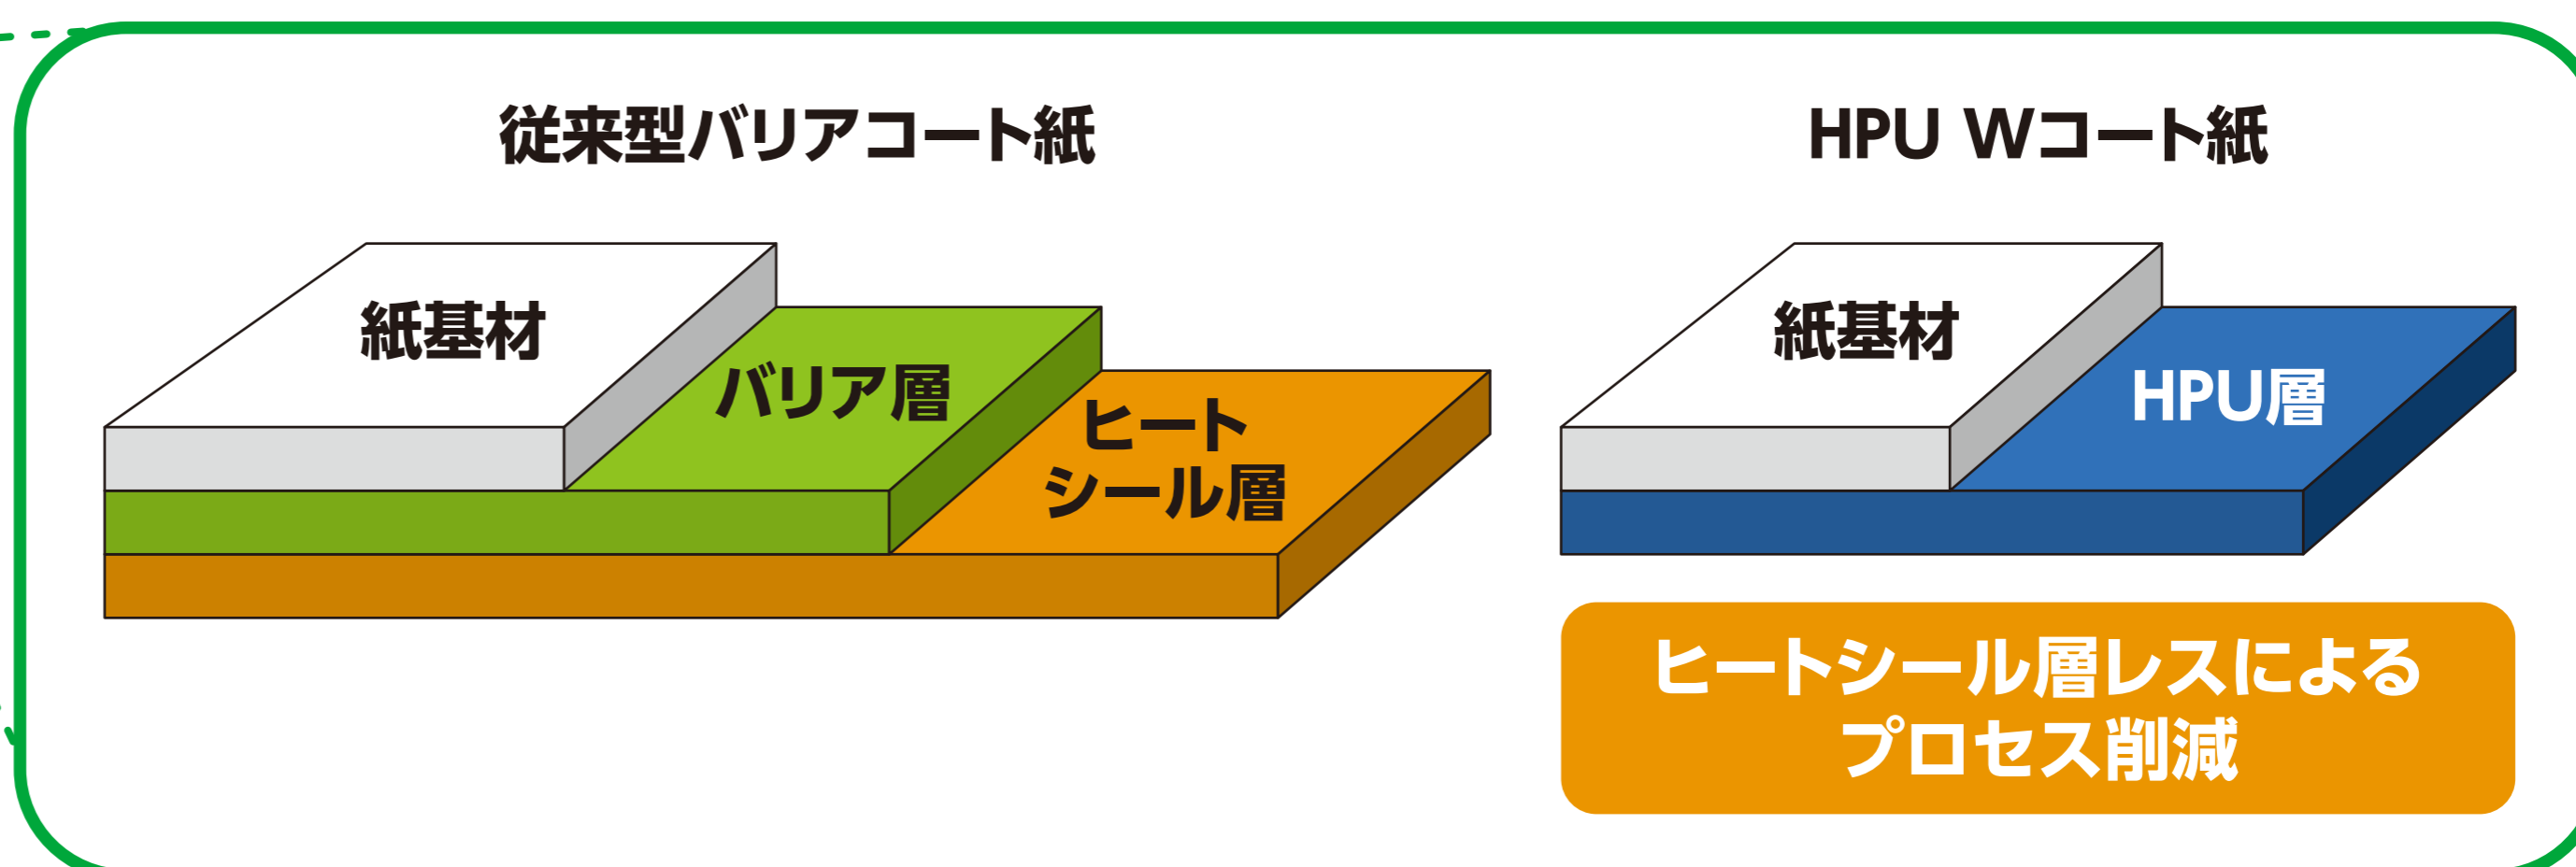 従来型バリアコート紙
紙基材
バリア層
ヒート
シール層
HPU Wコート紙
紙基材
HPU層
ヒートシール層レスによる
プロセス削減